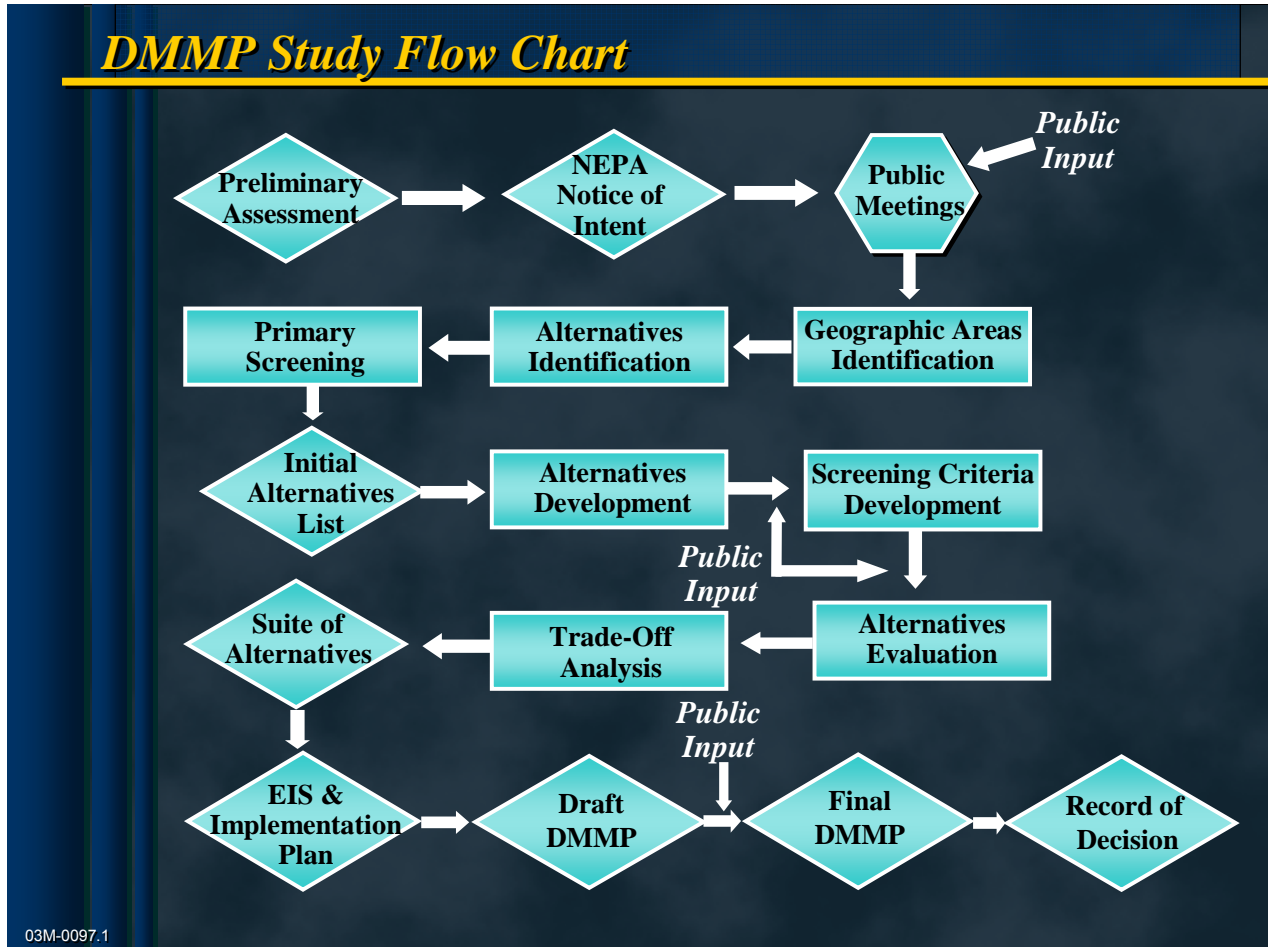 DMMP Study Flow Chart
Preliminary
Assessment
NEPA
Notice of
Intent
Public
Meetings
Public
Input
Primary
Screening
Alternatives
Identification
Geographic Areas
Identification
Initial
Alternatives
List
Alternatives
Development
Screening Criteria
Development
Public
Input
Suite of
Alternatives
Trade-Off
Analysis
Alternatives
Evaluation
Public
Input
EIS &
Implementation
Plan
Draft
DMMP
Final
DMMP
Record of
Decision
03M-0097.1